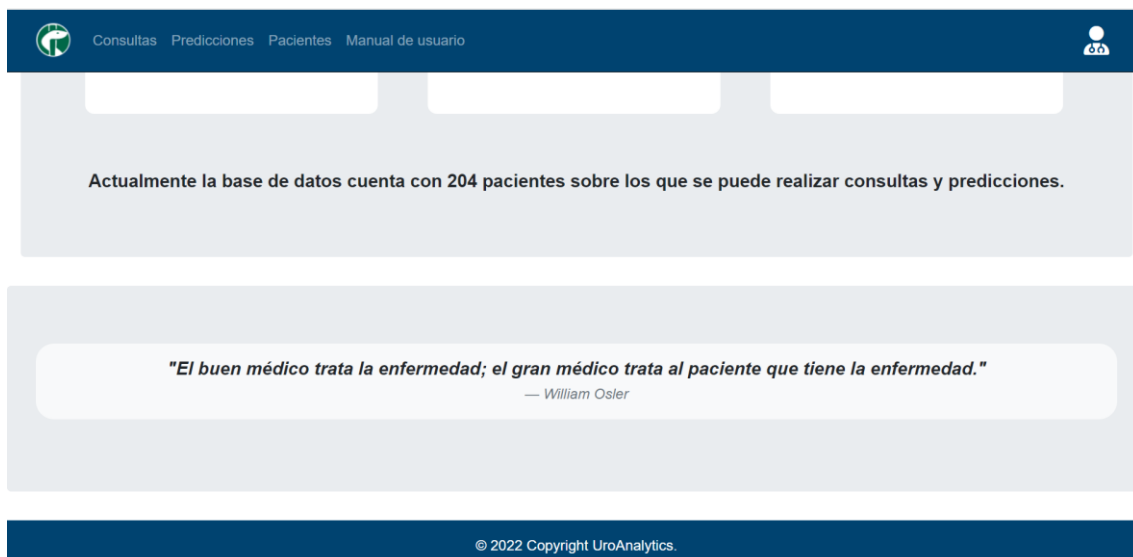 Consultas Predicciones Pacientes Manual de usuario
Actualmente la base de datos cuenta con 204 pacientes sobre los que se puede realizar consultas y predicciones.
"El buen médico trata la enfermedad; el gran médico trata al paciente que tiene la enfermedad."
— William Osler
© 2022 Copyright UroAnalytics.